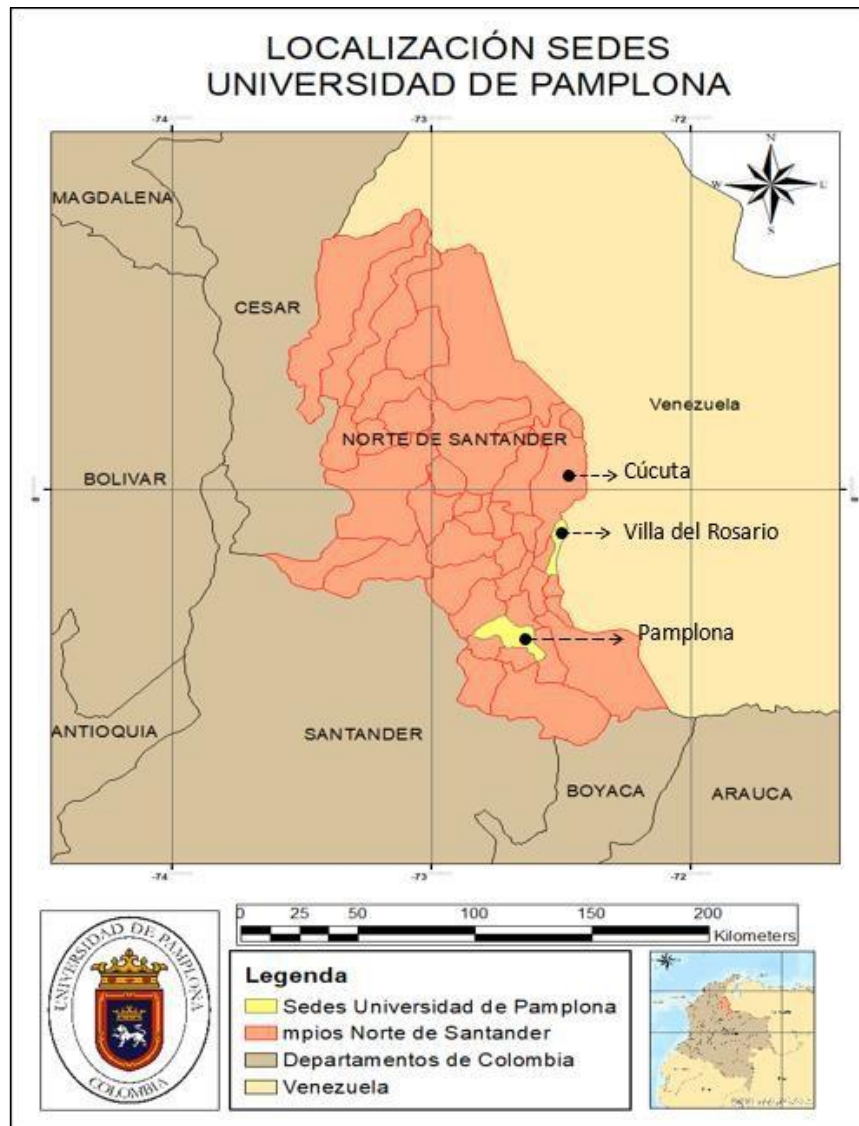 LOCALIZACIÓN SEDES
UNIVERSIDAD DE PAMPLONA
-74 -73 -72
N
W U
S
MAGDALENA
CESAR
Venezuela
NORTE DE SANTANDER
BOLIVAR
Cúcuta
8 8
Villa del Rosario
Pamplona
ANTIOQUIA
SANTANDER
BOYACA
ARAUCA
-74 -73 -72
0 25 50 100 150 200
Kilometers
UNIVERSIDAD DE PAMPLONA
COLOMBIA
Legenda
Sedes Universidad de Pamplona
mpios Norte de Santander
Departamentos de Colombia
Venezuela